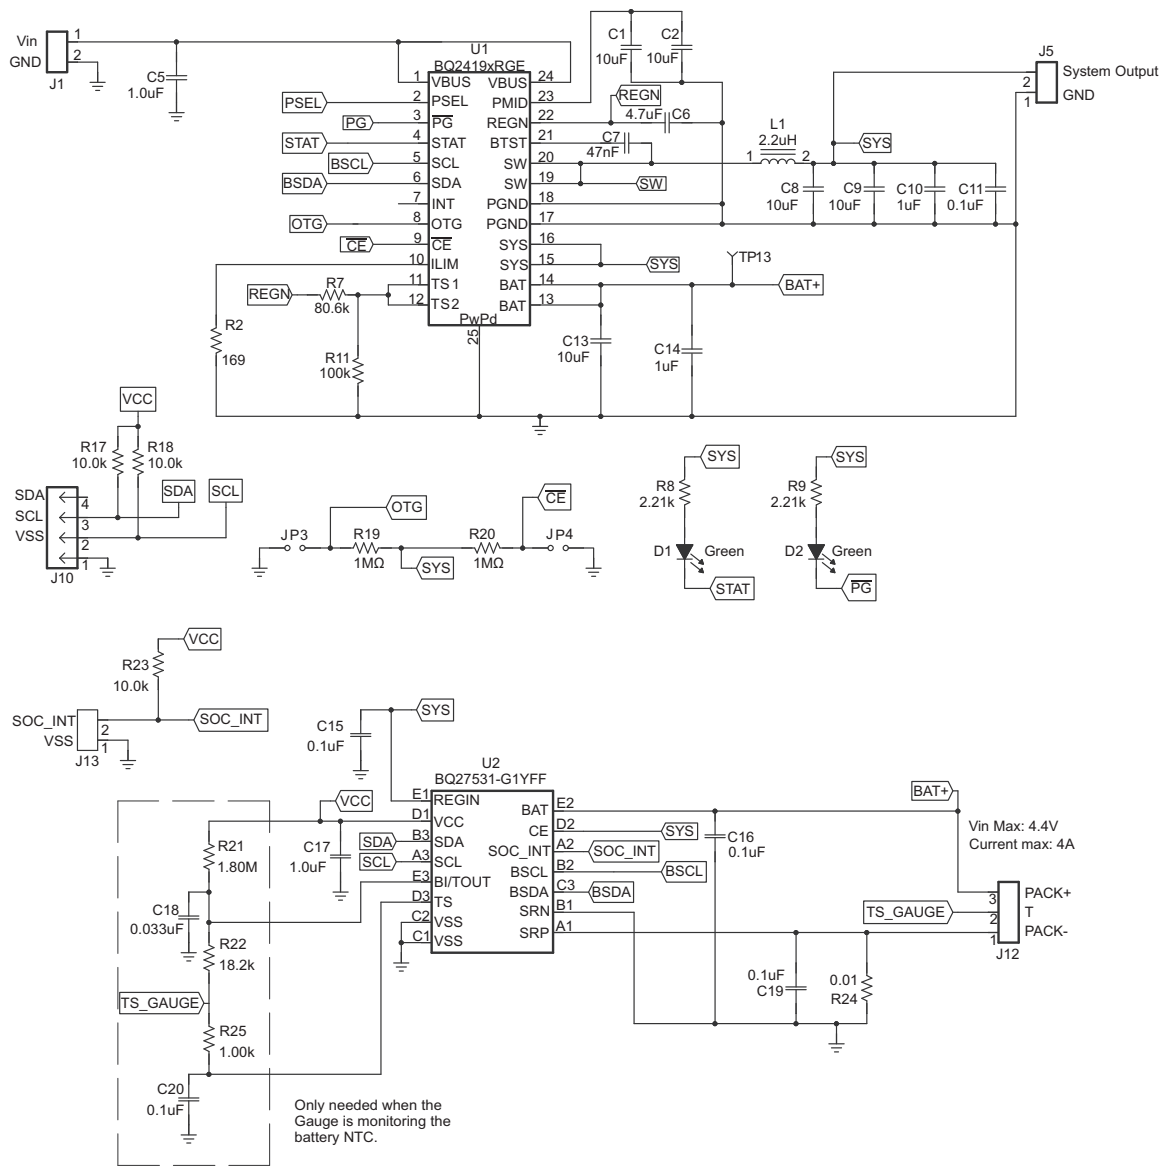 Vin
1
2
GND
J1
C5
1.0uF
U1
BQ2419xRGE
1
VBUS
VBUS
24
PSEL
2
PSEL
PMID
23
PG
3
PG
REGN
22
STAT
4
STAT
BTST
21
BSCL
5
SCL
SW
20
BSDA
6
SDA
SW
19
7
INT
PGND
18
OTG
8
OTG
PGND
17
CE
9
CE
SYS
16
10
ILIM
SYS
15
11
TS1
BAT
14
12
TS2
BAT
13
PwPd
25
C1
10uF
C2
10uF
REGN
4.7uF
C6
C7
47nF
SW
SYS
L1
2.2uH
1
2
SYS
C8
10uF
C9
10uF
C10
1uF
C11
0.1uF
J5
System Output
2
GND
1
TP13
BAT+
C13
10uF
C14
1uF
REGN
R7
80.6k
R2
169
R11
100k
VCC
R17
10.0k
R18
10.0k
SDA
SCL
SDA
4
SCL
3
VSS
2
1
J10
JP3
OTG
R19
1MΩ
SYS
R20
1MΩ
CE
JP4
SYS
R8
2.21k
D1
Green
STAT
SYS
R9
2.21k
D2
Green
PG
VCC
R23
10.0k
SOC_INT
2
SOC_INT
VSS
1
J13
C15
0.1uF
SYS
U2
BQ27531-G1YFF
E1
REGIN
BAT
E2
D1
VCC
CE
D2
SYS
SDA
B3
SDA
SOC_INT
A2
SOC_INT
SCL
A3
SCL
BSCL
B2
BSCL
E3
BI/TOUT
BSDA
C3
BSDA
D3
TS
SRN
B1
C2
VSS
SRP
A1
C1
VSS
VCC
C17
1.0uF
R21
1.80M
C18
0.033uF
R22
18.2k
TS_GAUGE
R25
1.00k
C20
0.1uF
Only needed when the
Gauge is monitoring the
battery NTC.
C16
0.1uF
BAT+
Vin Max: 4.4V
Current max: 4A
PACK+
3
TS_GAUGE
T
2
PACK-
1
J12
0.1uF
C19
0.01
R24